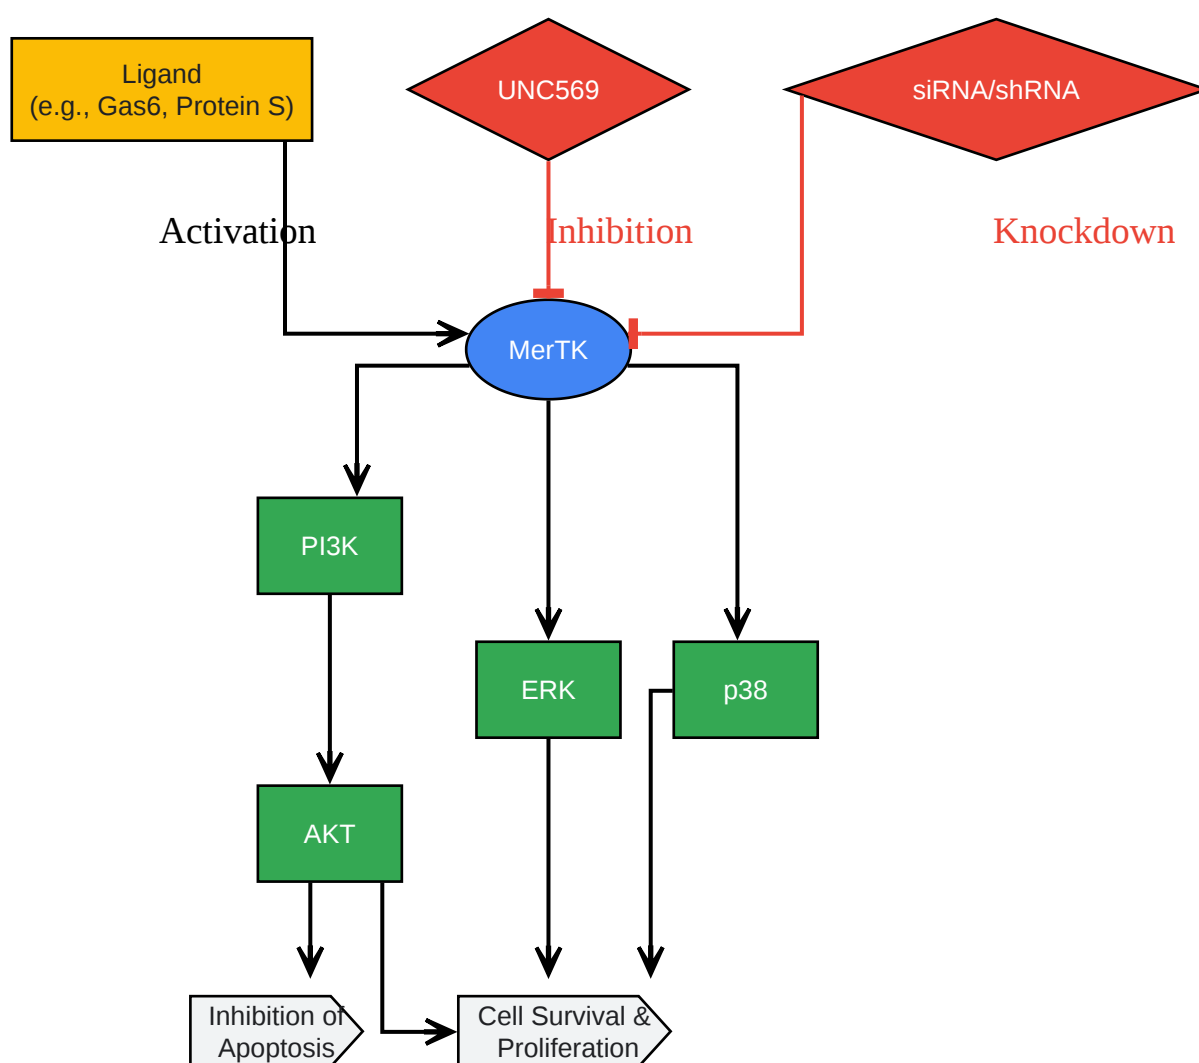 Ligand
(e.g., Gas6, Protein S)
UNC569
siRNA/shRNA
Activation
Inhibition
Knockdown
MerTK
PI3K
ERK
p38
AKT
Inhibition of
Apoptosis
Cell Survival &
Proliferation